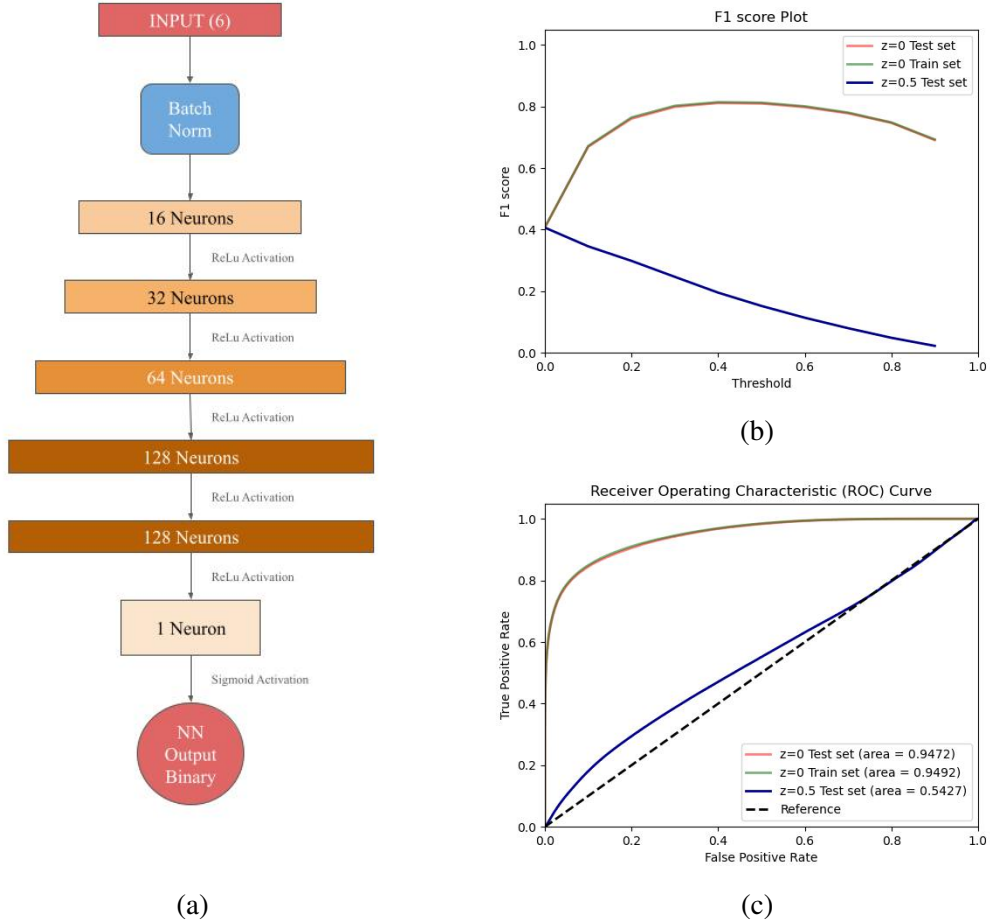 INPUT (6)
Batch
Norm
16 Neurons
ReLu Activation
32 Neurons
ReLu Activation
64 Neurons
ReLu Activation
128 Neurons
ReLu Activation
128 Neurons
ReLu Activation
1 Neuron
Sigmoid Activation
NN
Output
Binary
(a)
F1 score Plot
F1 score
1.0
0.8
0.6
0.4
0.2
0.0
z=0 Test set
z=0 Train set
z=0.5 Test set
0.0 0.2 0.4 0.6 0.8 1.0
Threshold
(b)
Receiver Operating Characteristic (ROC) Curve
True Positive Rate
1.0
0.8
0.6
0.4
0.2
0.0
z=0 Test set (area = 0.9472)
z=0 Train set (area = 0.9492)
z=0.5 Test set (area = 0.5427)
Reference
0.0 0.2 0.4 0.6 0.8 1.0
False Positive Rate
(c)